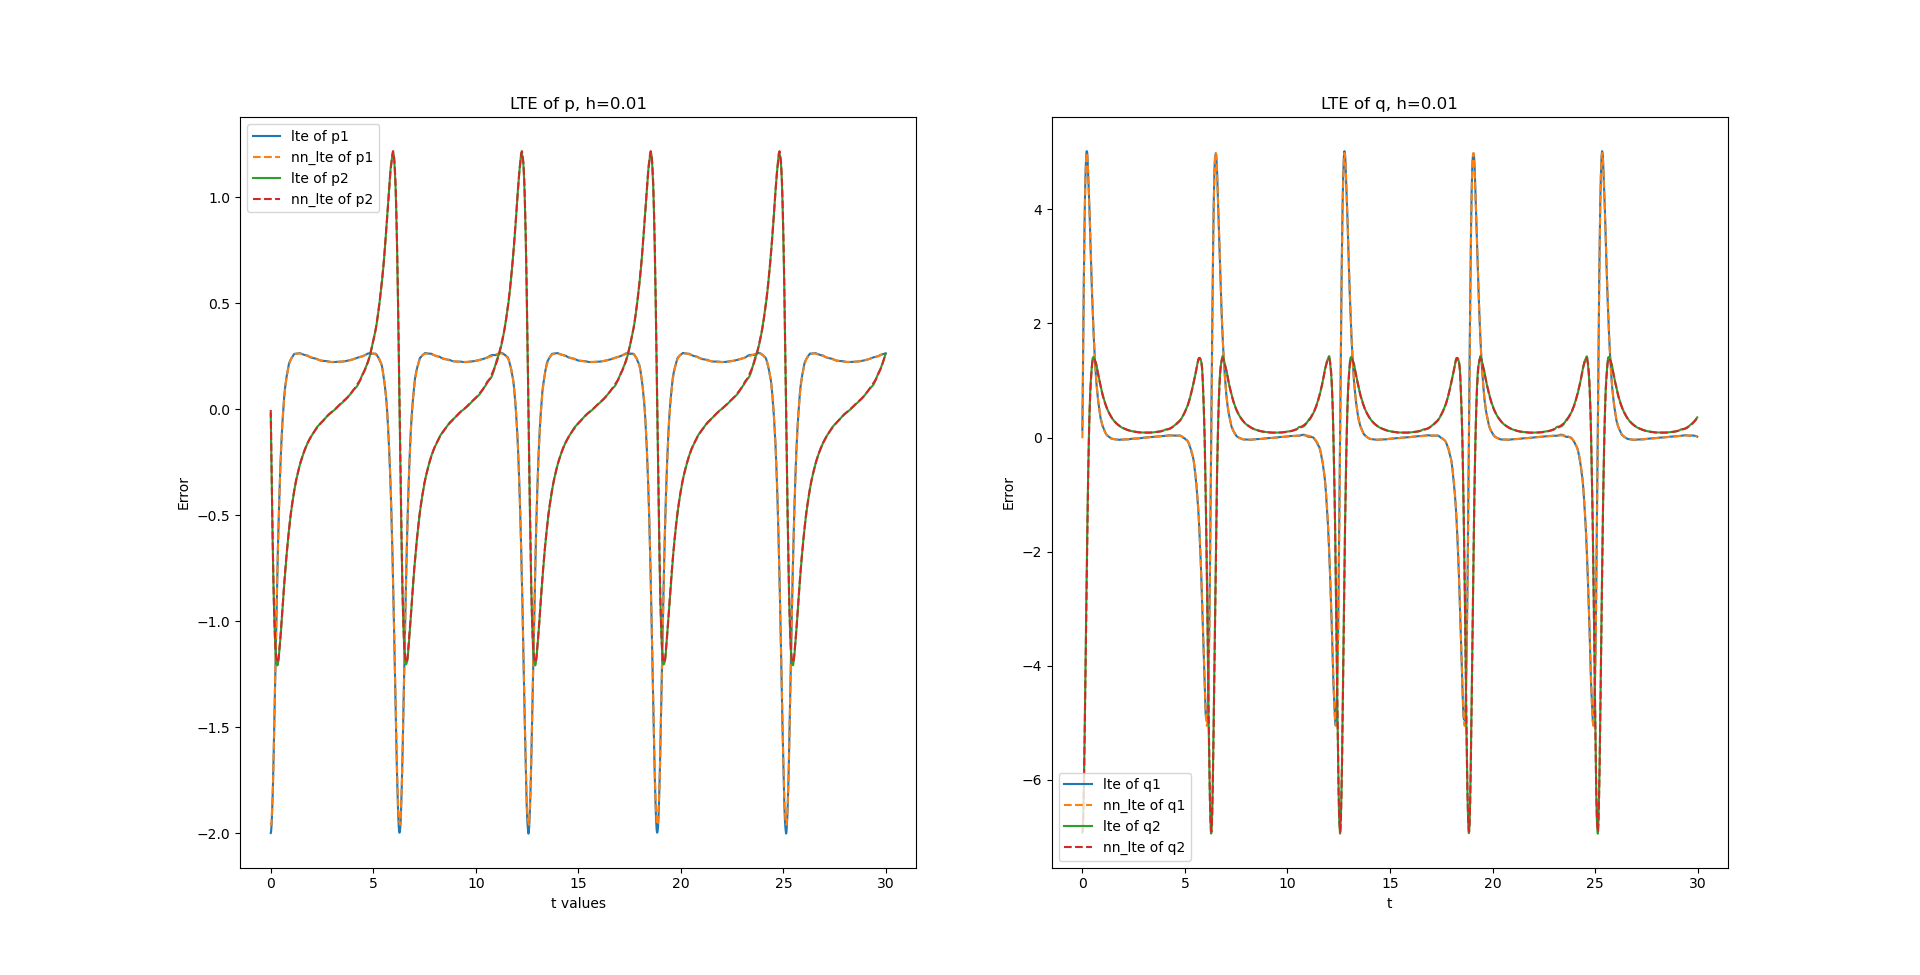 LTE of p, h=0.01
lte of p1
nn_lte of p1
lte of p2
nn_lte of p2
1.0
0.5
0.0
−0.5
−1.0
−1.5
−2.0
Error
0 5 10 15 20 25 30
t values
LTE of q, h=0.01
4
2
0
−2
−4
−6
Error
lte of q1
nn_lte of q1
lte of q2
nn_lte of q2
0 5 10 15 20 25 30
t